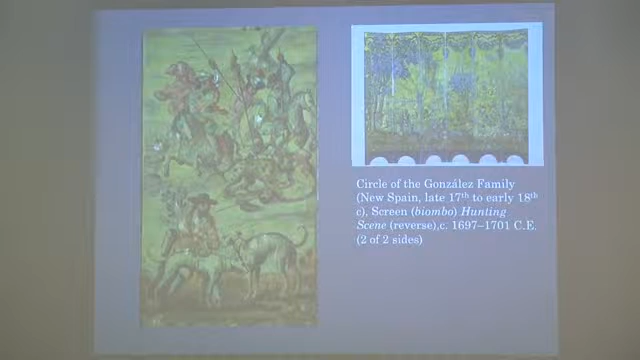 Circle of the González Family
(New Spain, late 17th to early 18th
c), Screen (biombo) Hunting
Scene (reverse), c. 1697–1701 C.E.
(2 of 2 sides)